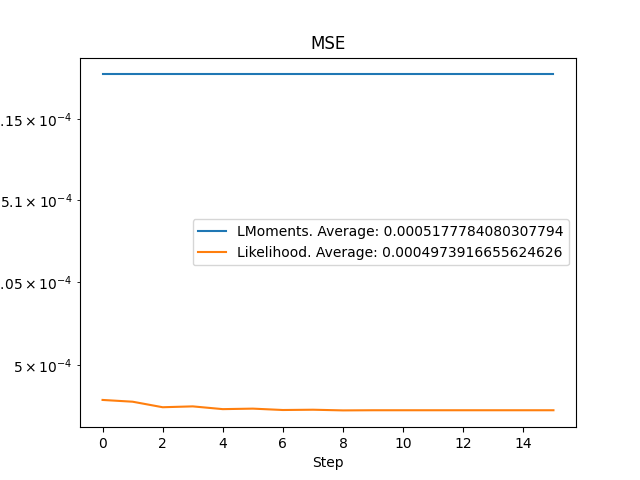 MSE
.15 × 10⁻⁴
5.1 × 10⁻⁴
.05 × 10⁻⁴
5 × 10⁻⁴
LMoments. Average: 0.0005177784080307794
Likelihood. Average: 0.0004973916655624626
0 2 4 6 8 10 12 14
Step